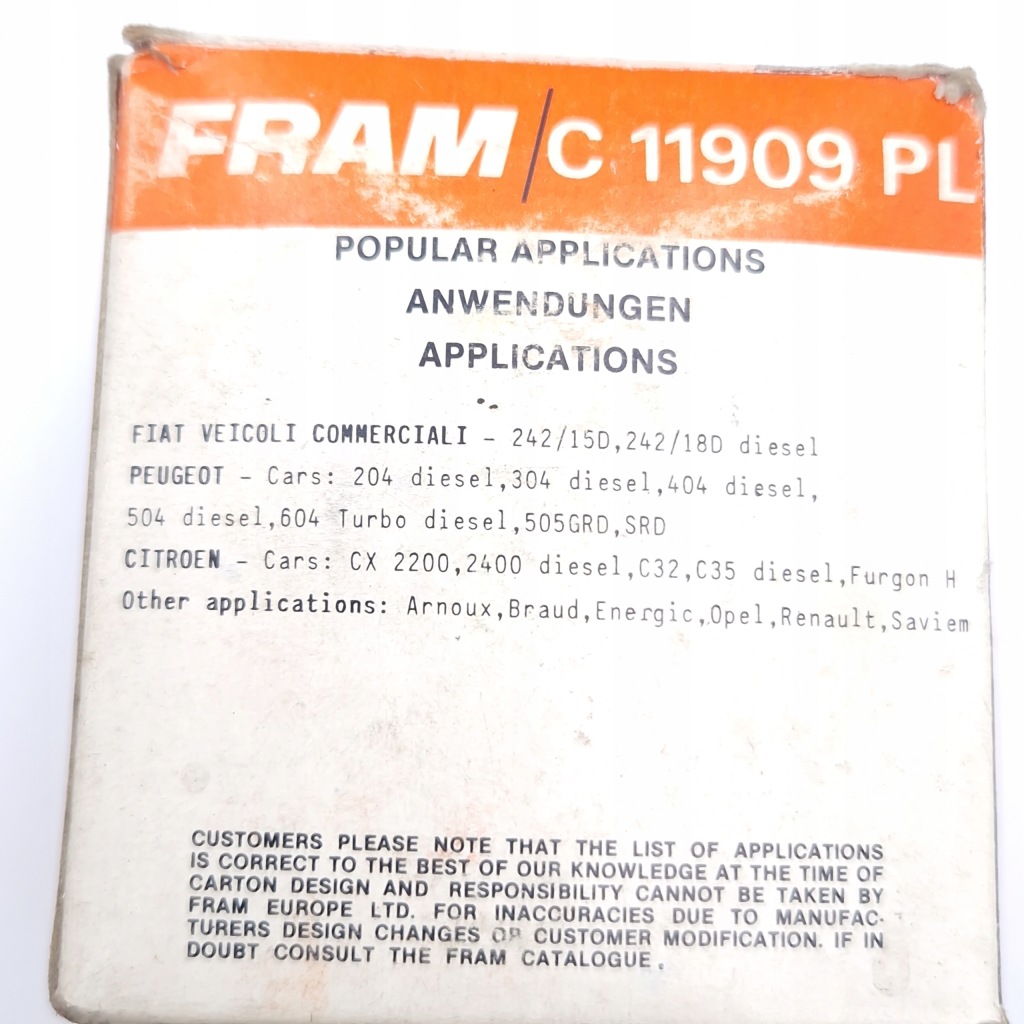 FRAM/C 11909 PL
POPULAR APPLICATIONS
ANWENDUNGEN
APPLICATIONS
FIAT VEICOLI COMMERCIALI - 242/15D,242/18D diesel
PEUGEOT - Cars: 204 diesel,304 diesel,404 diesel,
504 diesel,604 Turbo diesel,505GRD,SRD
CITROEN - Cars: CX 2200,2400 diesel,C32,C35 diesel,Furgon H
Other applications: Arnoux,Braud,Energic,Opel,Renault,Saviem
CUSTOMERS PLEASE NOTE THAT THE LIST OF APPLICATIONS
IS CORRECT TO THE BEST OF OUR KNOWLEDGE AT THE TIME OF
CARTON DESIGN AND RESPONSIBILITY CANNOT BE TAKEN BY
FRAM EUROPE LTD. FOR INACCURACIES DUE TO MANUFAC-
TURERS DESIGN CHANGES OR CUSTOMER MODIFICATION. IF IN
DOUBT CONSULT THE FRAM CATALOGUE.